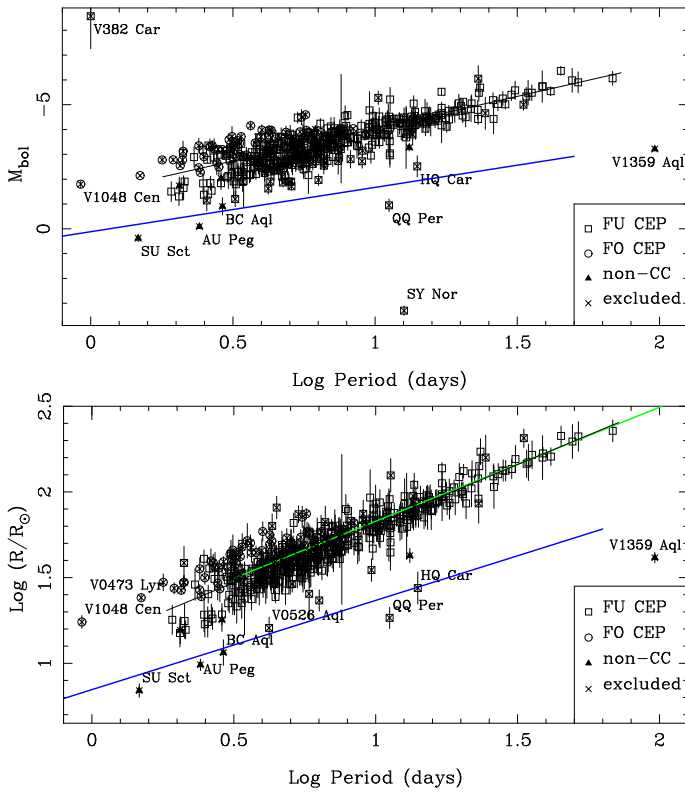 V382 Car
−5
0
M_bol
V1048 Cen
SU Sct
AU Peg
BC Aql
HQ Car
QQ Per
SY Nor
V1359 Aql
FU CEP
FO CEP
non−CC
excluded
0 0.5 1 1.5 2
Log Period (days)
2.5
2
1.5
1
Log (R/R⊙)
V0473 Lyr
V1048 Cen
V0526 Aql
HQ Car
QQ Per
BC Aql
AU Peg
SU Sct
V1359 Aql
FU CEP
FO CEP
non−CC
excluded
0 0.5 1 1.5 2
Log Period (days)